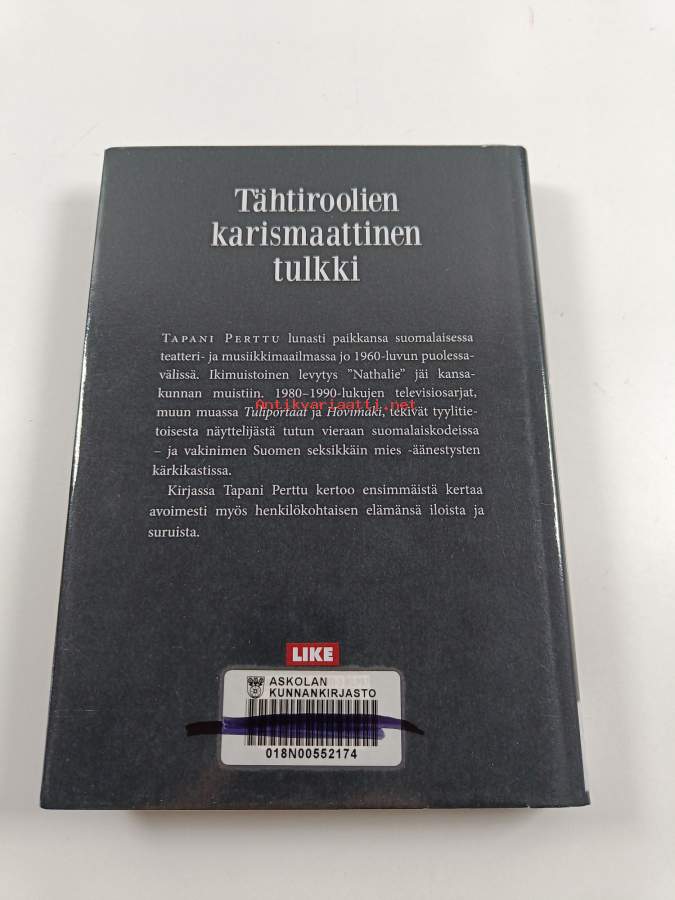 Tähtiroolien
karismaattinen
tulkki
TAPANI PERTTU lunasti paikkansa suomalaisessa
teatteri- ja musiikkimaailmassa jo 1960-luvun puolessa-
välissä. Ikimuistoinen levytys ”Nathalie” jäi kansa-
kunnan muistiin. 1980–1990-lukujen televisiosarjat,
Antikvariaatti.net
muun muassa Tuliportaat ja Hovimäki, tekivät tyylitie-
toisesta näyttelijästä tutun vieraan suomalaiskodeissa
– ja vakinimen Suomen seksikkäin mies -äänestysten
kärkikastissa.
Kirjassa Tapani Perttu kertoo ensimmäistä kertaa
avoimesti myös henkilökohtaisen elämänsä iloista ja
suruista.
LIKE
ASKOLAN
KUNNANKIRJASTO
018N00552174